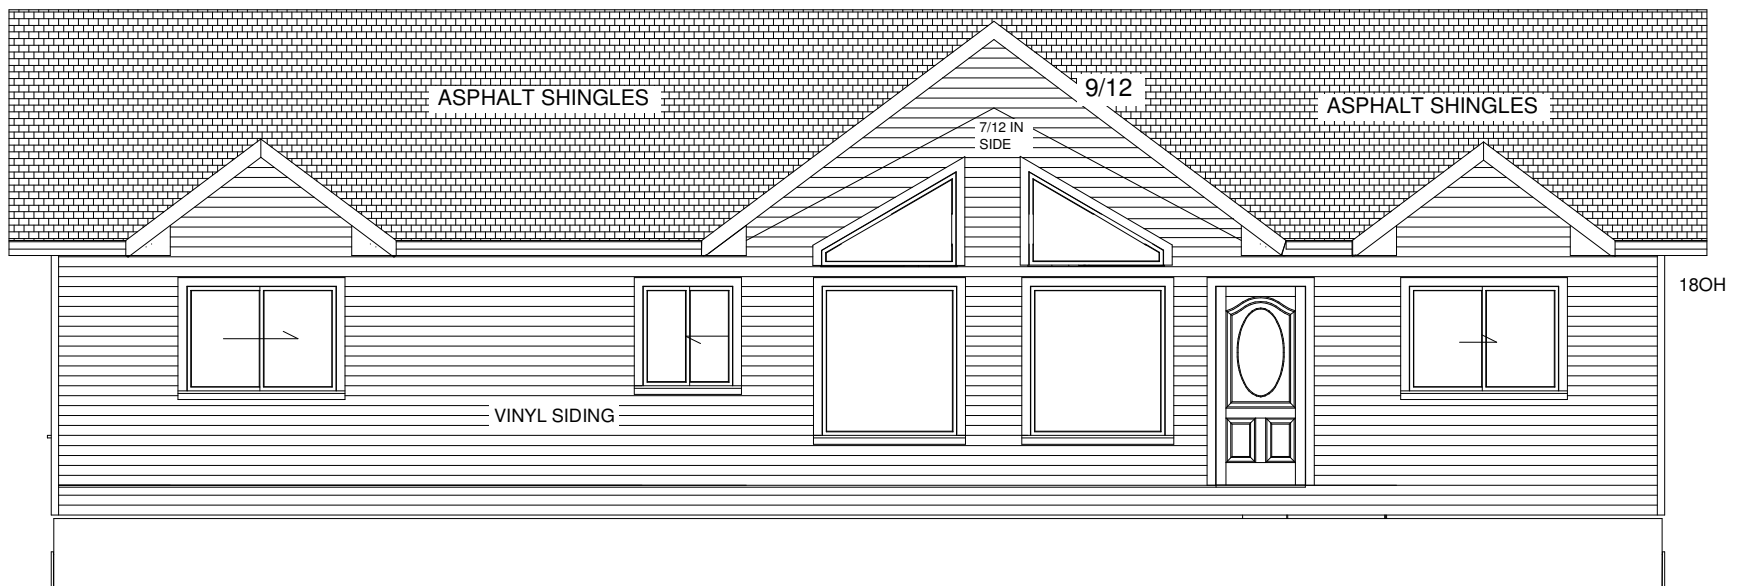 ASPHALT SHINGLES
9/12
ASPHALT SHINGLES
7/12 IN
SIDE
18OH
VINYL SIDING